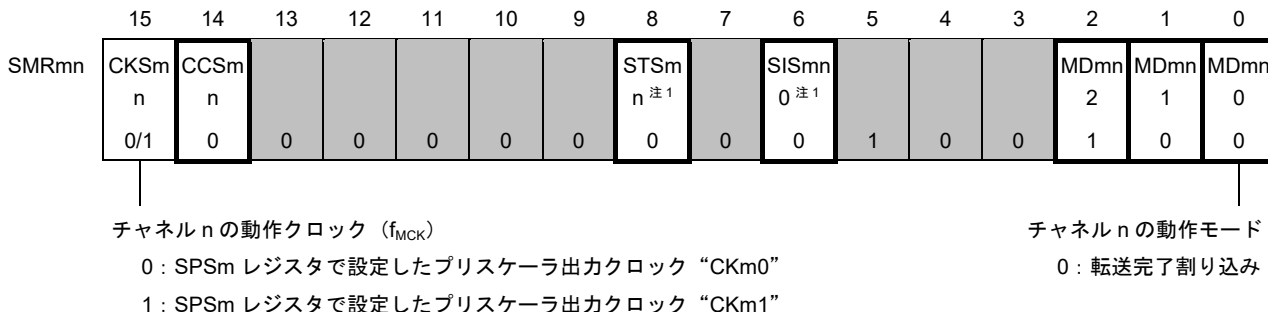 15 14 13 12 11 10 9 8 7 6 5 4 3 2 1 0
SMRmn CKSm CCSm STSm SISmn MDmn MDmn MDmn
n n n 注1 0 注1 2 1 0
0/1 0 0 0 0 0 0 0 0 0 1 0 0 1 0 0
チャネル n の動作クロック（fMCK） チャネル n の動作モード
0：SPSm レジスタで設定したプリスケーラ出力クロック“CKm0” 0：転送完了割り込み
1：SPSm レジスタで設定したプリスケーラ出力クロック“CKm1”